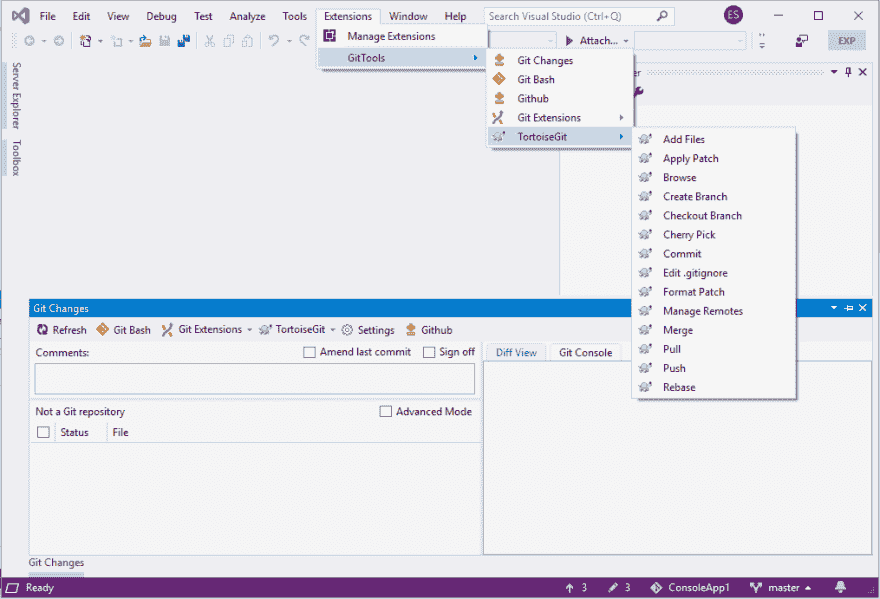 File Edit View Debug Test Analyze Tools Extensions Window Help Search Visual Studio (Ctrl+Q) ES
Manage Extensions
GitTools
Attach...
EXP
Server Explorer
Toolbox
Git Changes
Git Bash
Github
Git Extensions
TortoiseGit
er
Add Files
Apply Patch
Browse
Create Branch
Checkout Branch
Cherry Pick
Commit
Edit .gitignore
Format Patch
Manage Remotes
Merge
Pull
Push
Rebase
Git Changes
Refresh Git Bash Git Extensions TortoiseGit Settings Github
Comments: Amend last commit Sign off
Diff View Git Console
Not a Git repository Advanced Mode
Status File
Git Changes
Ready 3 3 ConsoleApp1 master